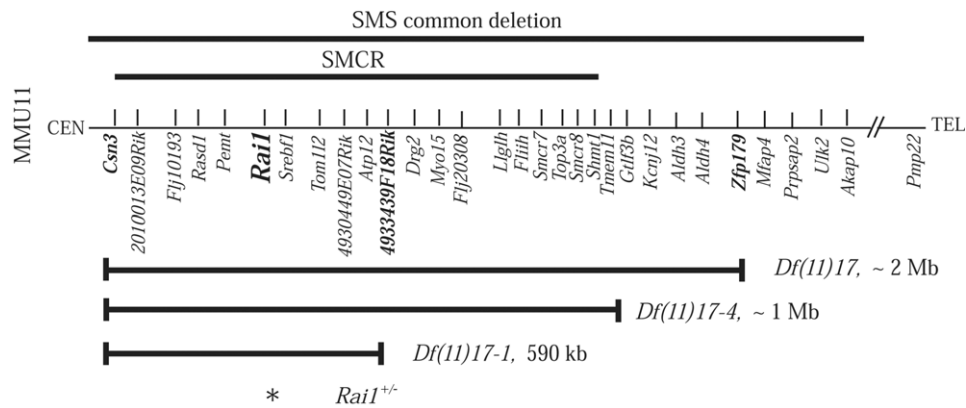 SMS common deletion
SMCR
MMU11
CEN
TEL
Csn3
2010013E09Rik
Flj10193
Rasd1
Pemt
Rai1
Srebf1
Tom1l2
4930449E07Rik
Atp12
4933439F18Rik
Drg2
Myo15
Flj20308
Llglh
Fliih
Smcr7
Top3a
Smcr8
Shmt1
Tmem11
Gtlf3b
Kcnj12
Aldh3
Aldh4
Zfp179
Mfap4
Prpsap2
Ulk2
Akap10
Pmp22
Df(11)17, ~ 2 Mb
Df(11)17-4, ~ 1 Mb
Df(11)17-1, 590 kb
* Rai1+/-